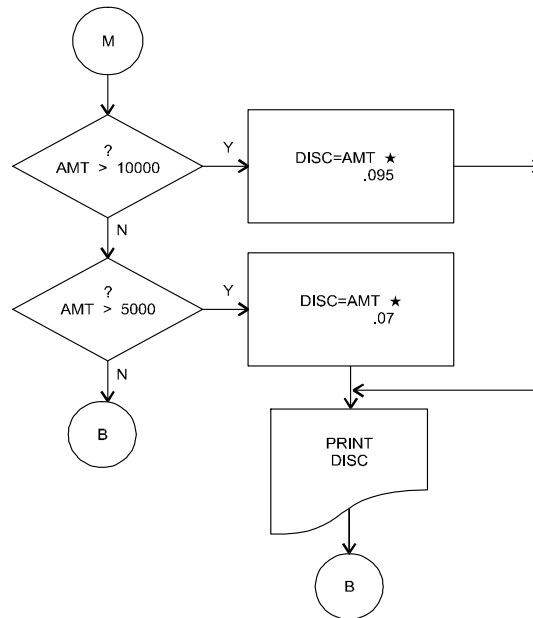 M
?
AMT > 10000
Y
DISC=AMT ★
.095
N
?
AMT > 5000
Y
DISC=AMT ★
.07
N
B
PRINT
DISC
B